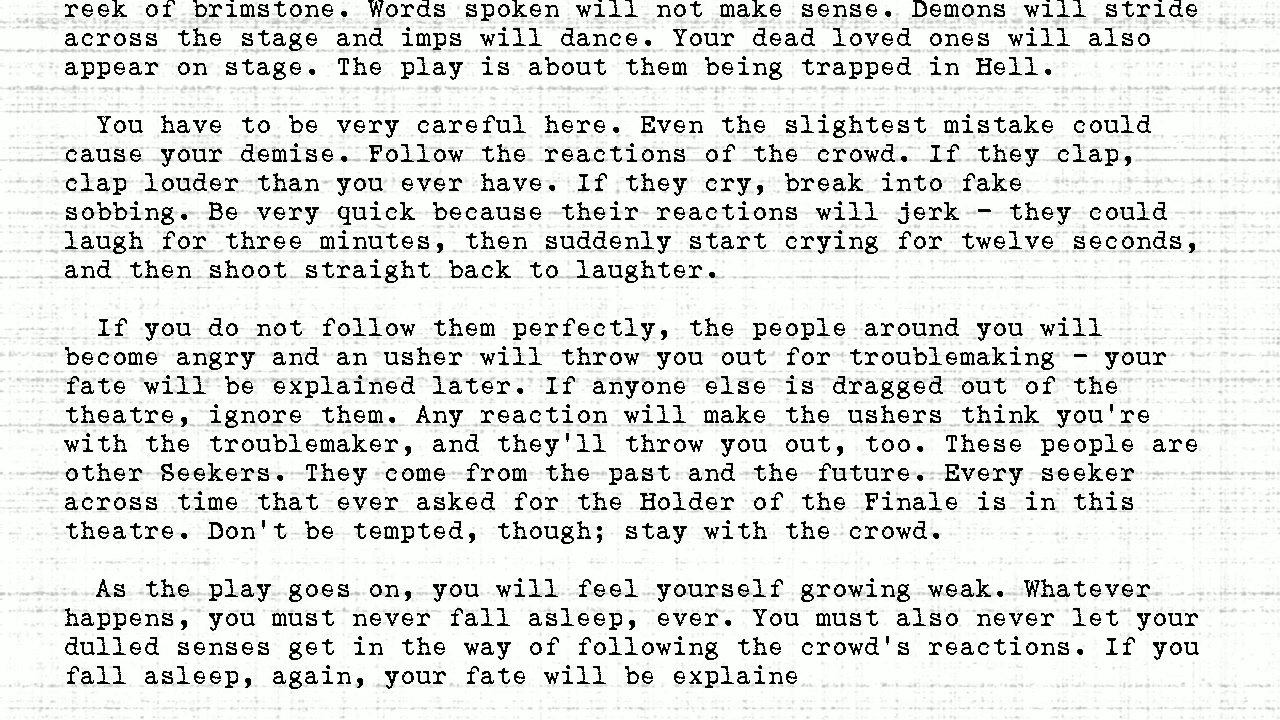 reek of brimstone. Words spoken will not make sense. Demons will stride
across the stage and imps will dance. Your dead loved ones will also
appear on stage. The play is about them being trapped in Hell.
You have to be very careful here. Even the slightest mistake could
cause your demise. Follow the reactions of the crowd. If they clap,
clap louder than you ever have. If they cry, break into fake
sobbing. Be very quick because their reactions will jerk - they could
laugh for three minutes, then suddenly start crying for twelve seconds,
and then shoot straight back to laughter.
If you do not follow them perfectly, the people around you will
become angry and an usher will throw you out for troublemaking - your
fate will be explained later. If anyone else is dragged out of the
theatre, ignore them. Any reaction will make the ushers think you're
with the troublemaker, and they'll throw you out, too. These people are
other Seekers. They come from the past and the future. Every seeker
across time that ever asked for the Holder of the Finale is in this
theatre. Don't be tempted, though; stay with the crowd.
As the play goes on, you will feel yourself growing weak. Whatever
happens, you must never fall asleep, ever. You must also never let your
dulled senses get in the way of following the crowd's reactions. If you
fall asleep, again, your fate will be explaine